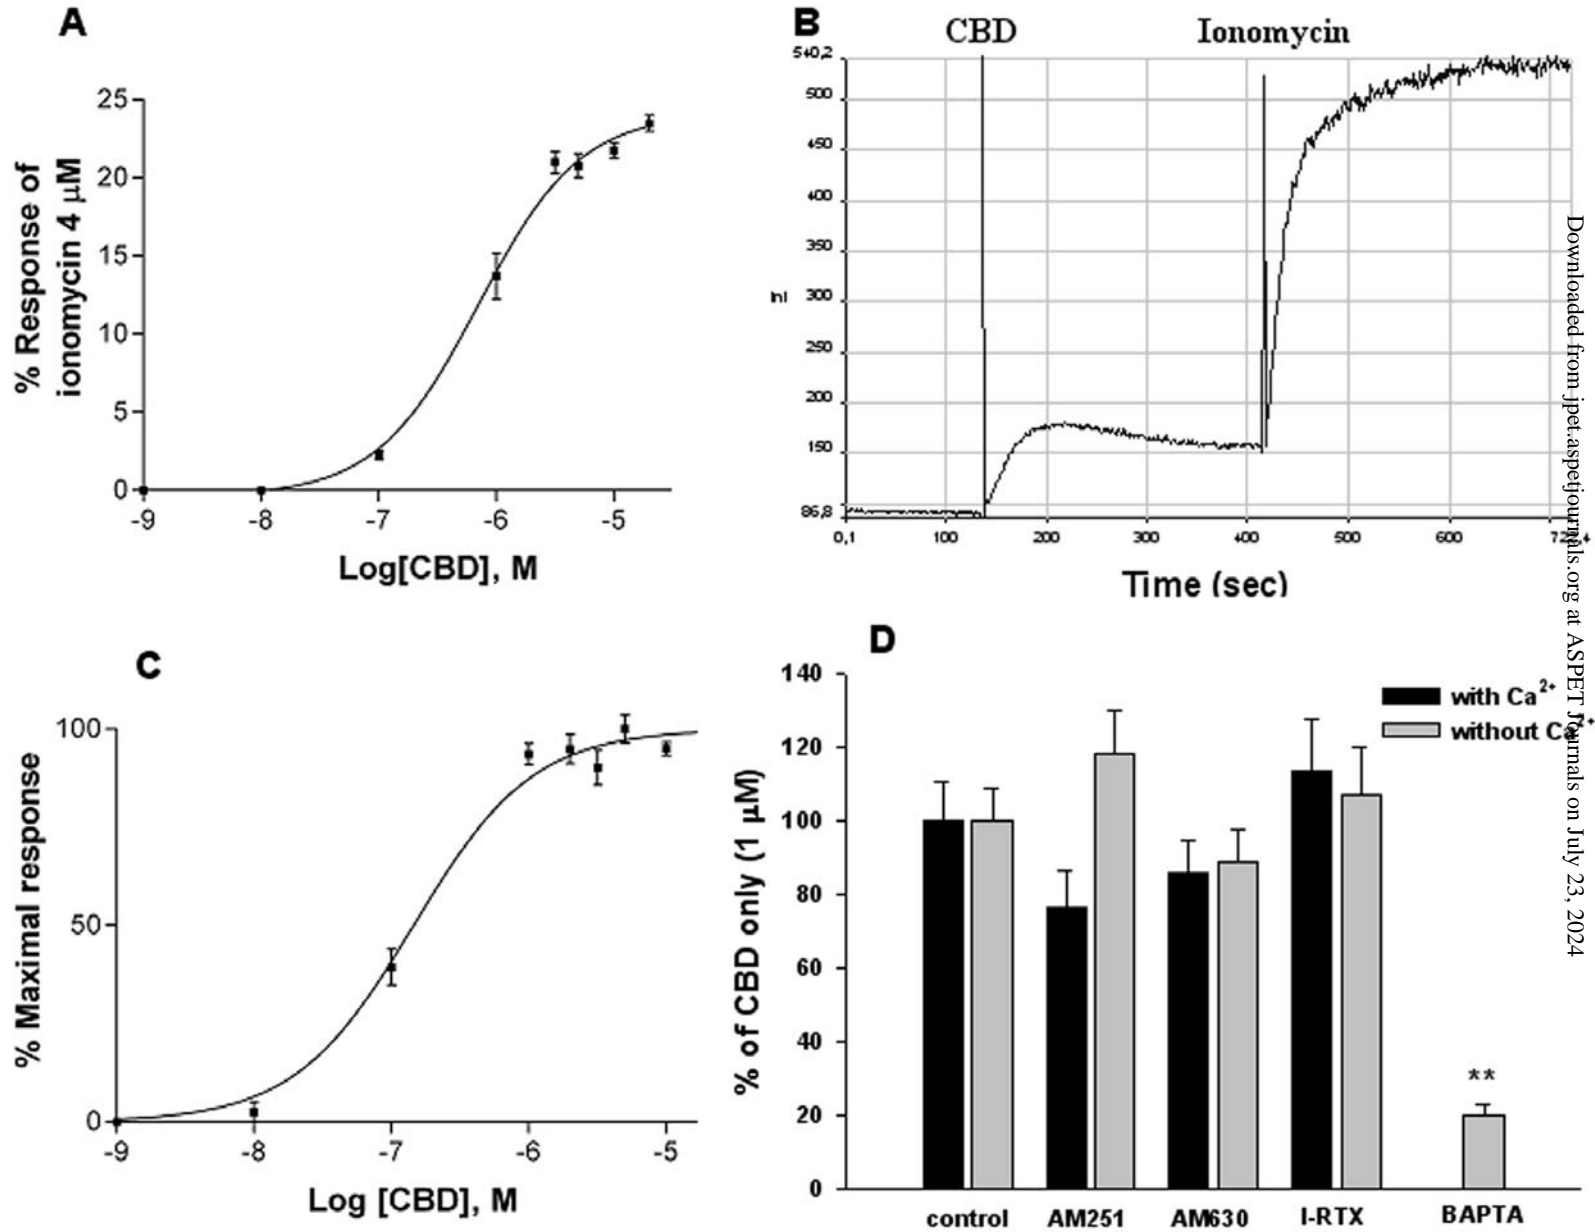 A
25
20
15
10
5
0
-9 -8 -7 -6 -5
% Response of
ionomycin 4 µM
Log[CBD], M
B
CBD Ionomycin
540,2
500
450
400
350
300
250
200
150
86,8
0,1 100 200 300 400 500 600
Time (sec)
C
100
50
0
-9 -8 -7 -6 -5
% Maximal response
Log [CBD], M
D
140
120
100
80
60
40
20
0
% of CBD only (1 µM)
with Ca²⁺
without Ca²⁺
**
control AM251 AM630 I-RTX BAPTA
Downloaded from jpet.aspetjournals.org at ASPET Journals on July 23, 2024